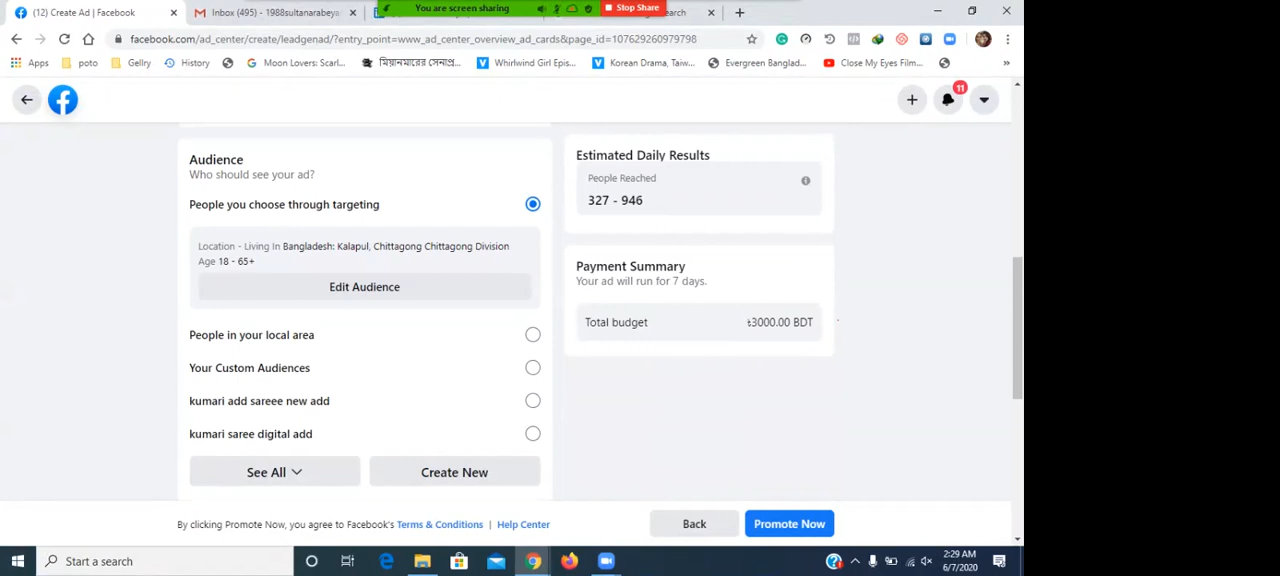 (12) Create Ad | Facebook
Inbox (495) - 1988sultanarabeya
You are screen sharing
Stop Share
facebook.com/ad_center/create/leadgenad/?entry_point=www_ad_center_overview_ad_cards&page_id=107629260979798
Apps
poto
Gellry
History
Moon Lovers: Scarl...
মিয়ানমারের সেনাপ্র...
Whirlwind Girl Epis...
Korean Drama, Taiw...
Evergreen Banglad...
Close My Eyes Film...
»
11
Audience
Who should see your ad?
People you choose through targeting
Location - Living In Bangladesh: Kalapul, Chittagong Chittagong Division
Age 18 - 65+
Edit Audience
People in your local area
Your Custom Audiences
kumari add sareee new add
kumari saree digital add
See All
Create New
Estimated Daily Results
People Reached
327 - 946
Payment Summary
Your ad will run for 7 days.
Total budget
৳3000.00 BDT
By clicking Promote Now, you agree to Facebook's Terms & Conditions | Help Center
Back
Promote Now
Start a search
2:29 AM
6/7/2020